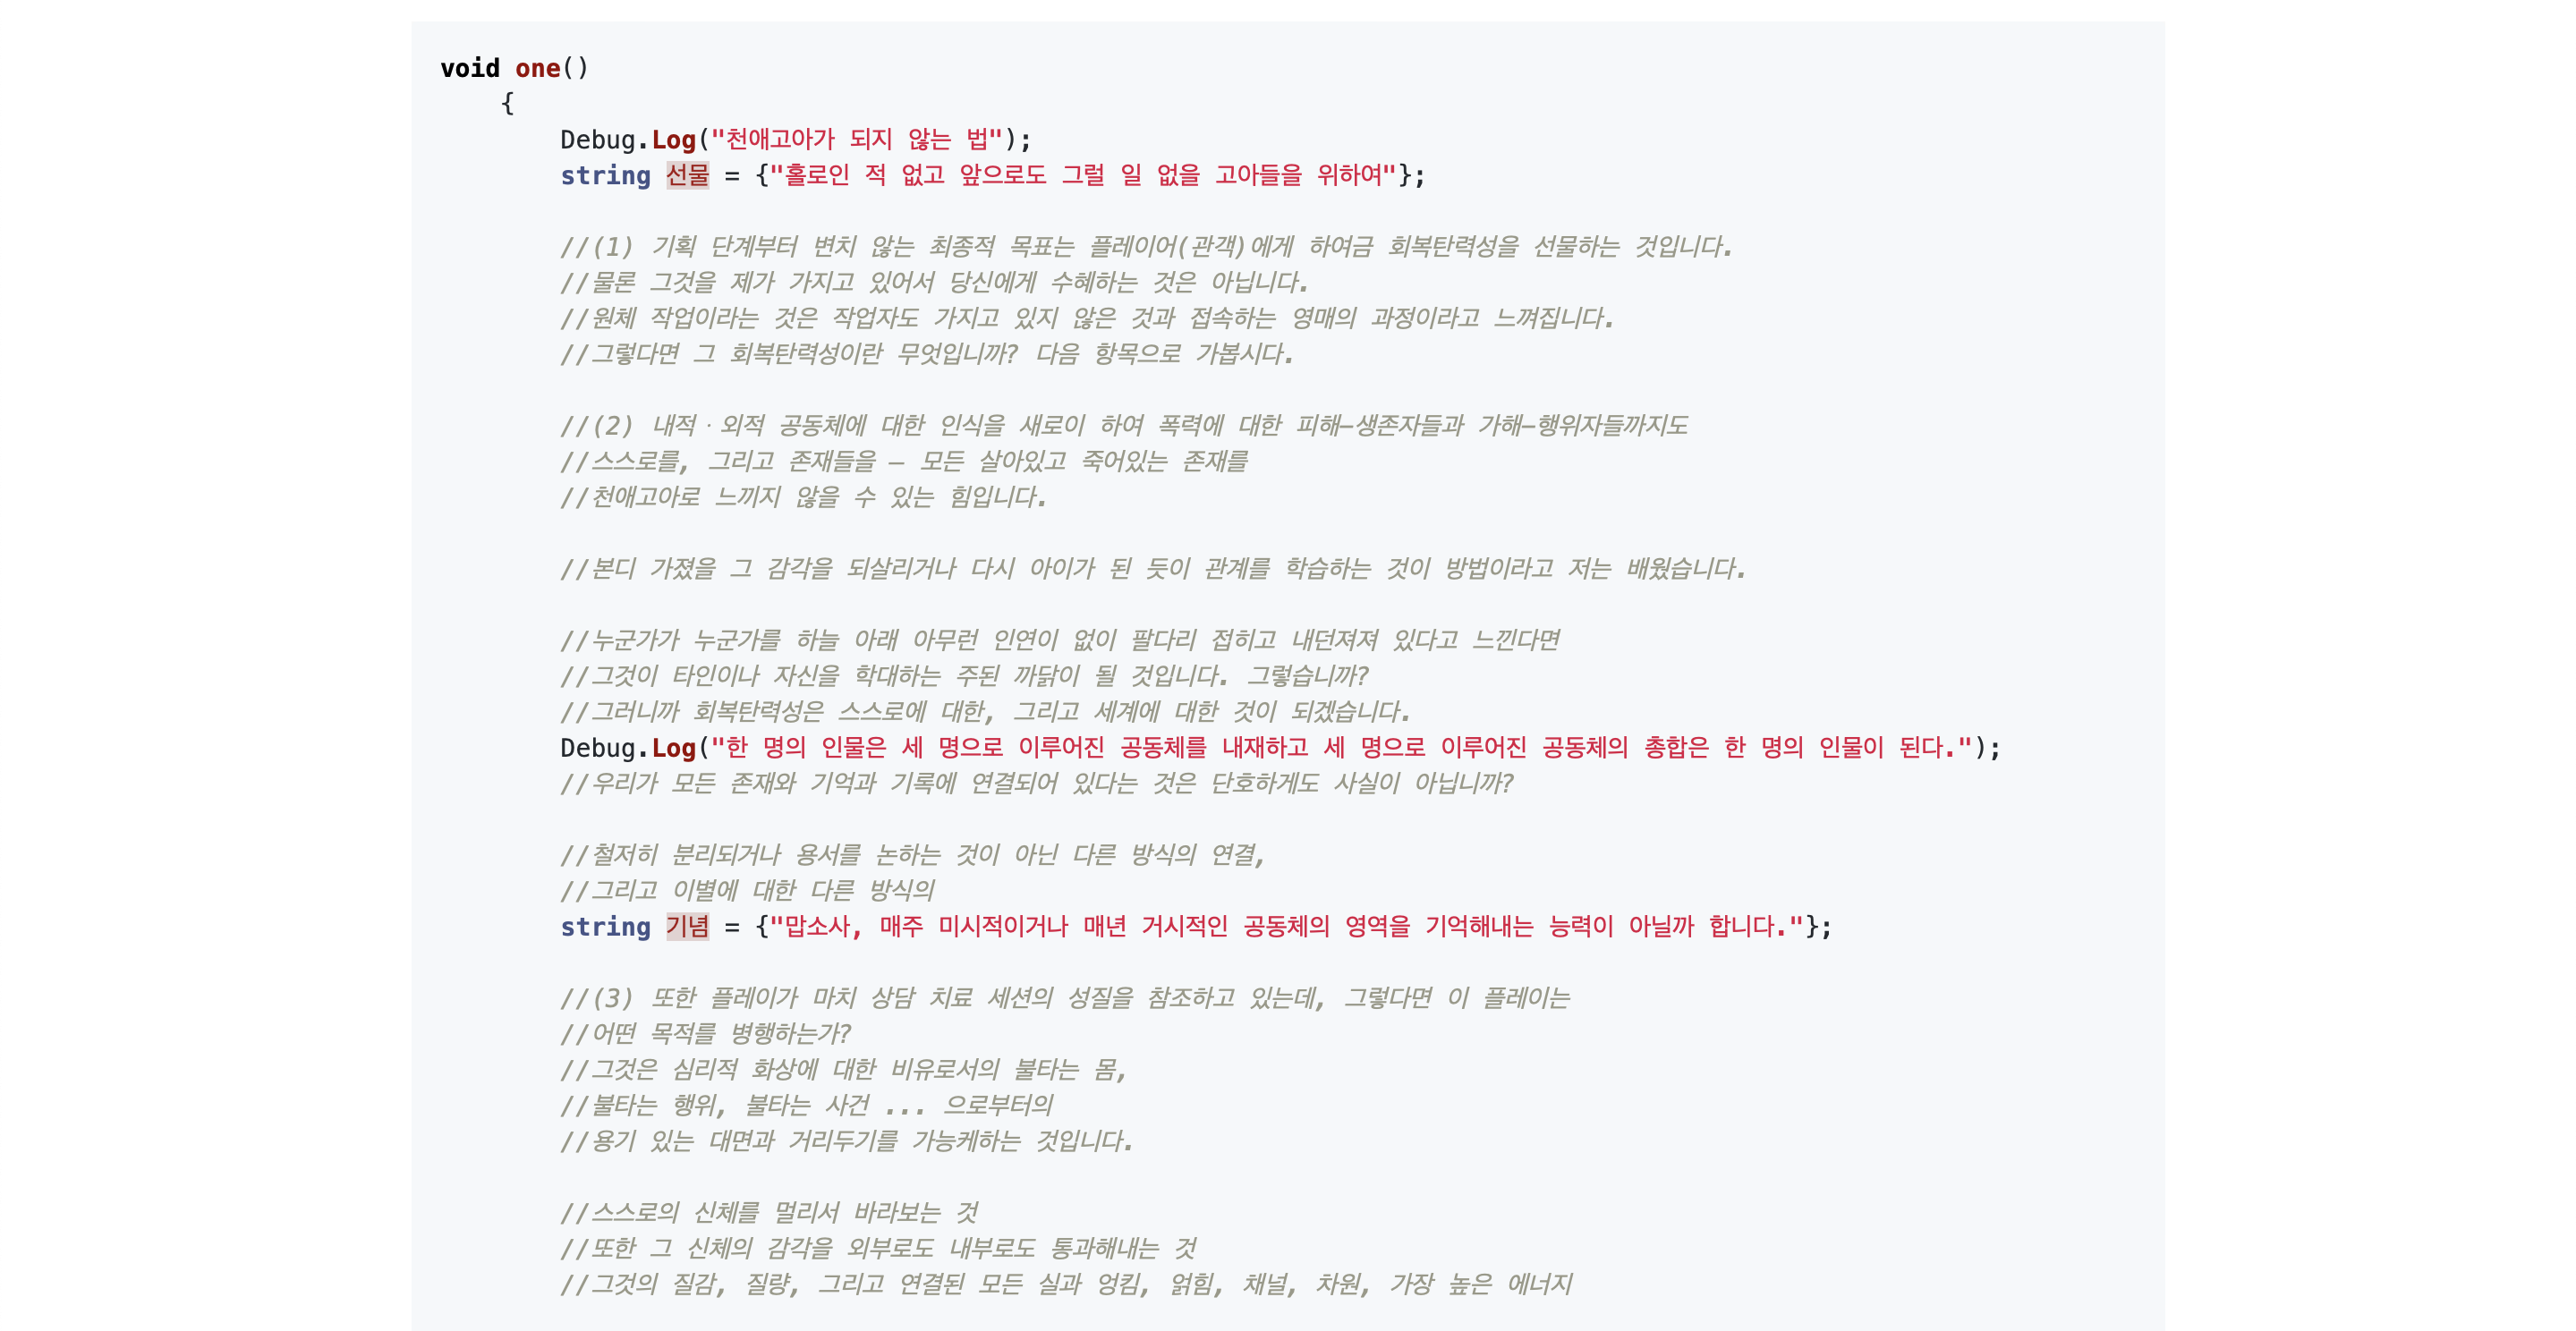 void one()
{
Debug.Log("천애고아가 되지 않는 법");
string 선물 = {"홀로인 적 없고 앞으로도 그럴 일 없을 고아들을 위하여"};
//(1) 기획 단계부터 변치 않는 최종적 목표는 플레이어(관객)에게 하여금 회복탄력성을 선물하는 것입니다.
//물론 그것을 제가 가지고 있어서 당신에게 수혜하는 것은 아닙니다.
//원체 작업이라는 것은 작업자도 가지고 있지 않은 것과 접속하는 영매의 과정이라고 느껴집니다.
//그렇다면 그 회복탄력성이란 무엇입니까? 다음 항목으로 가봅시다.
//(2) 내적·외적 공동체에 대한 인식을 새로이 하여 폭력에 대한 피해—생존자들과 가해—행위자들까지도
//스스로를, 그리고 존재들을 — 모든 살아있고 죽어있는 존재를
//천애고아로 느끼지 않을 수 있는 힘입니다.
//본디 가졌을 그 감각을 되살리거나 다시 아이가 된 듯이 관계를 학습하는 것이 방법이라고 저는 배웠습니다.
//누군가가 누군가를 하늘 아래 아무런 인연이 없이 팔다리 접히고 내던져져 있다고 느낀다면
//그것이 타인이나 자신을 학대하는 주된 까닭이 될 것입니다. 그렇습니까?
//그러니까 회복탄력성은 스스로에 대한, 그리고 세계에 대한 것이 되겠습니다.
Debug.Log("한 명의 인물은 세 명으로 이루어진 공동체를 내재하고 세 명으로 이루어진 공동체의 총합은 한 명의 인물이 된다.");
//우리가 모든 존재와 기억과 기록에 연결되어 있다는 것은 단호하게도 사실이 아닙니까?
//철저히 분리되거나 용서를 논하는 것이 아닌 다른 방식의 연결,
//그리고 이별에 대한 다른 방식의
string 기념 = {"맙소사, 매주 미시적이거나 매년 거시적인 공동체의 영역을 기억해내는 능력이 아닐까 합니다."};
//(3) 또한 플레이가 마치 상담 치료 세션의 성질을 참조하고 있는데, 그렇다면 이 플레이는
//어떤 목적를 병행하는가?
//그것은 심리적 화상에 대한 비유로서의 불타는 몸,
//불타는 행위, 불타는 사건 ... 으로부터의
//용기 있는 대면과 거리두기를 가능케하는 것입니다.
//스스로의 신체를 멀리서 바라보는 것
//또한 그 신체의 감각을 외부로도 내부로도 통과해내는 것
//그것의 질감, 질량, 그리고 연결된 모든 실과 엉킴, 얽힘, 채널, 차원, 가장 높은 에너지